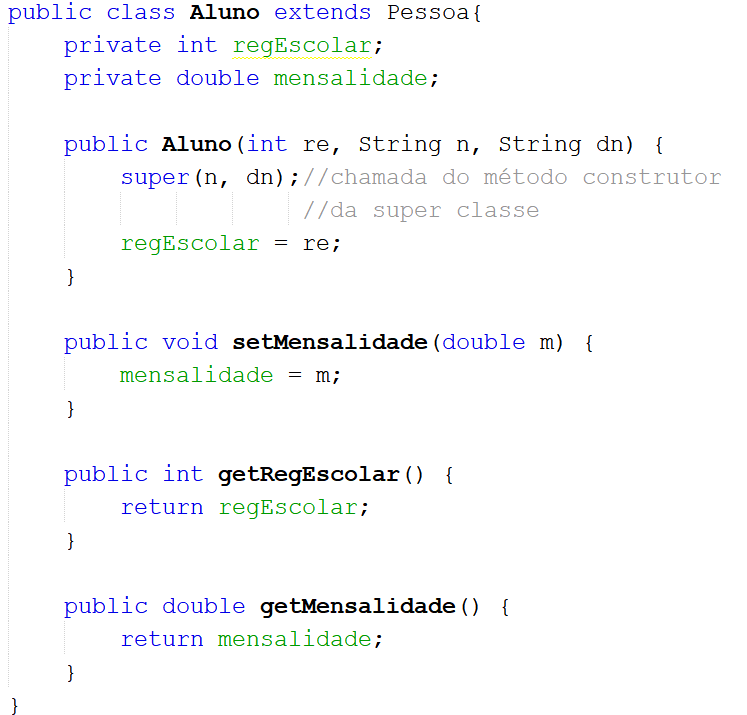 public class Aluno extends Pessoa{
    private int regEscolar;
    private double mensalidade;

    public Aluno(int re, String n, String dn) {
        super(n, dn);//chamada do método construtor
                     //da super classe
        regEscolar = re;
    }

    public void setMensalidade(double m) {
        mensalidade = m;
    }

    public int getRegEscolar() {
        return regEscolar;
    }

    public double getMensalidade() {
        return mensalidade;
    }
}